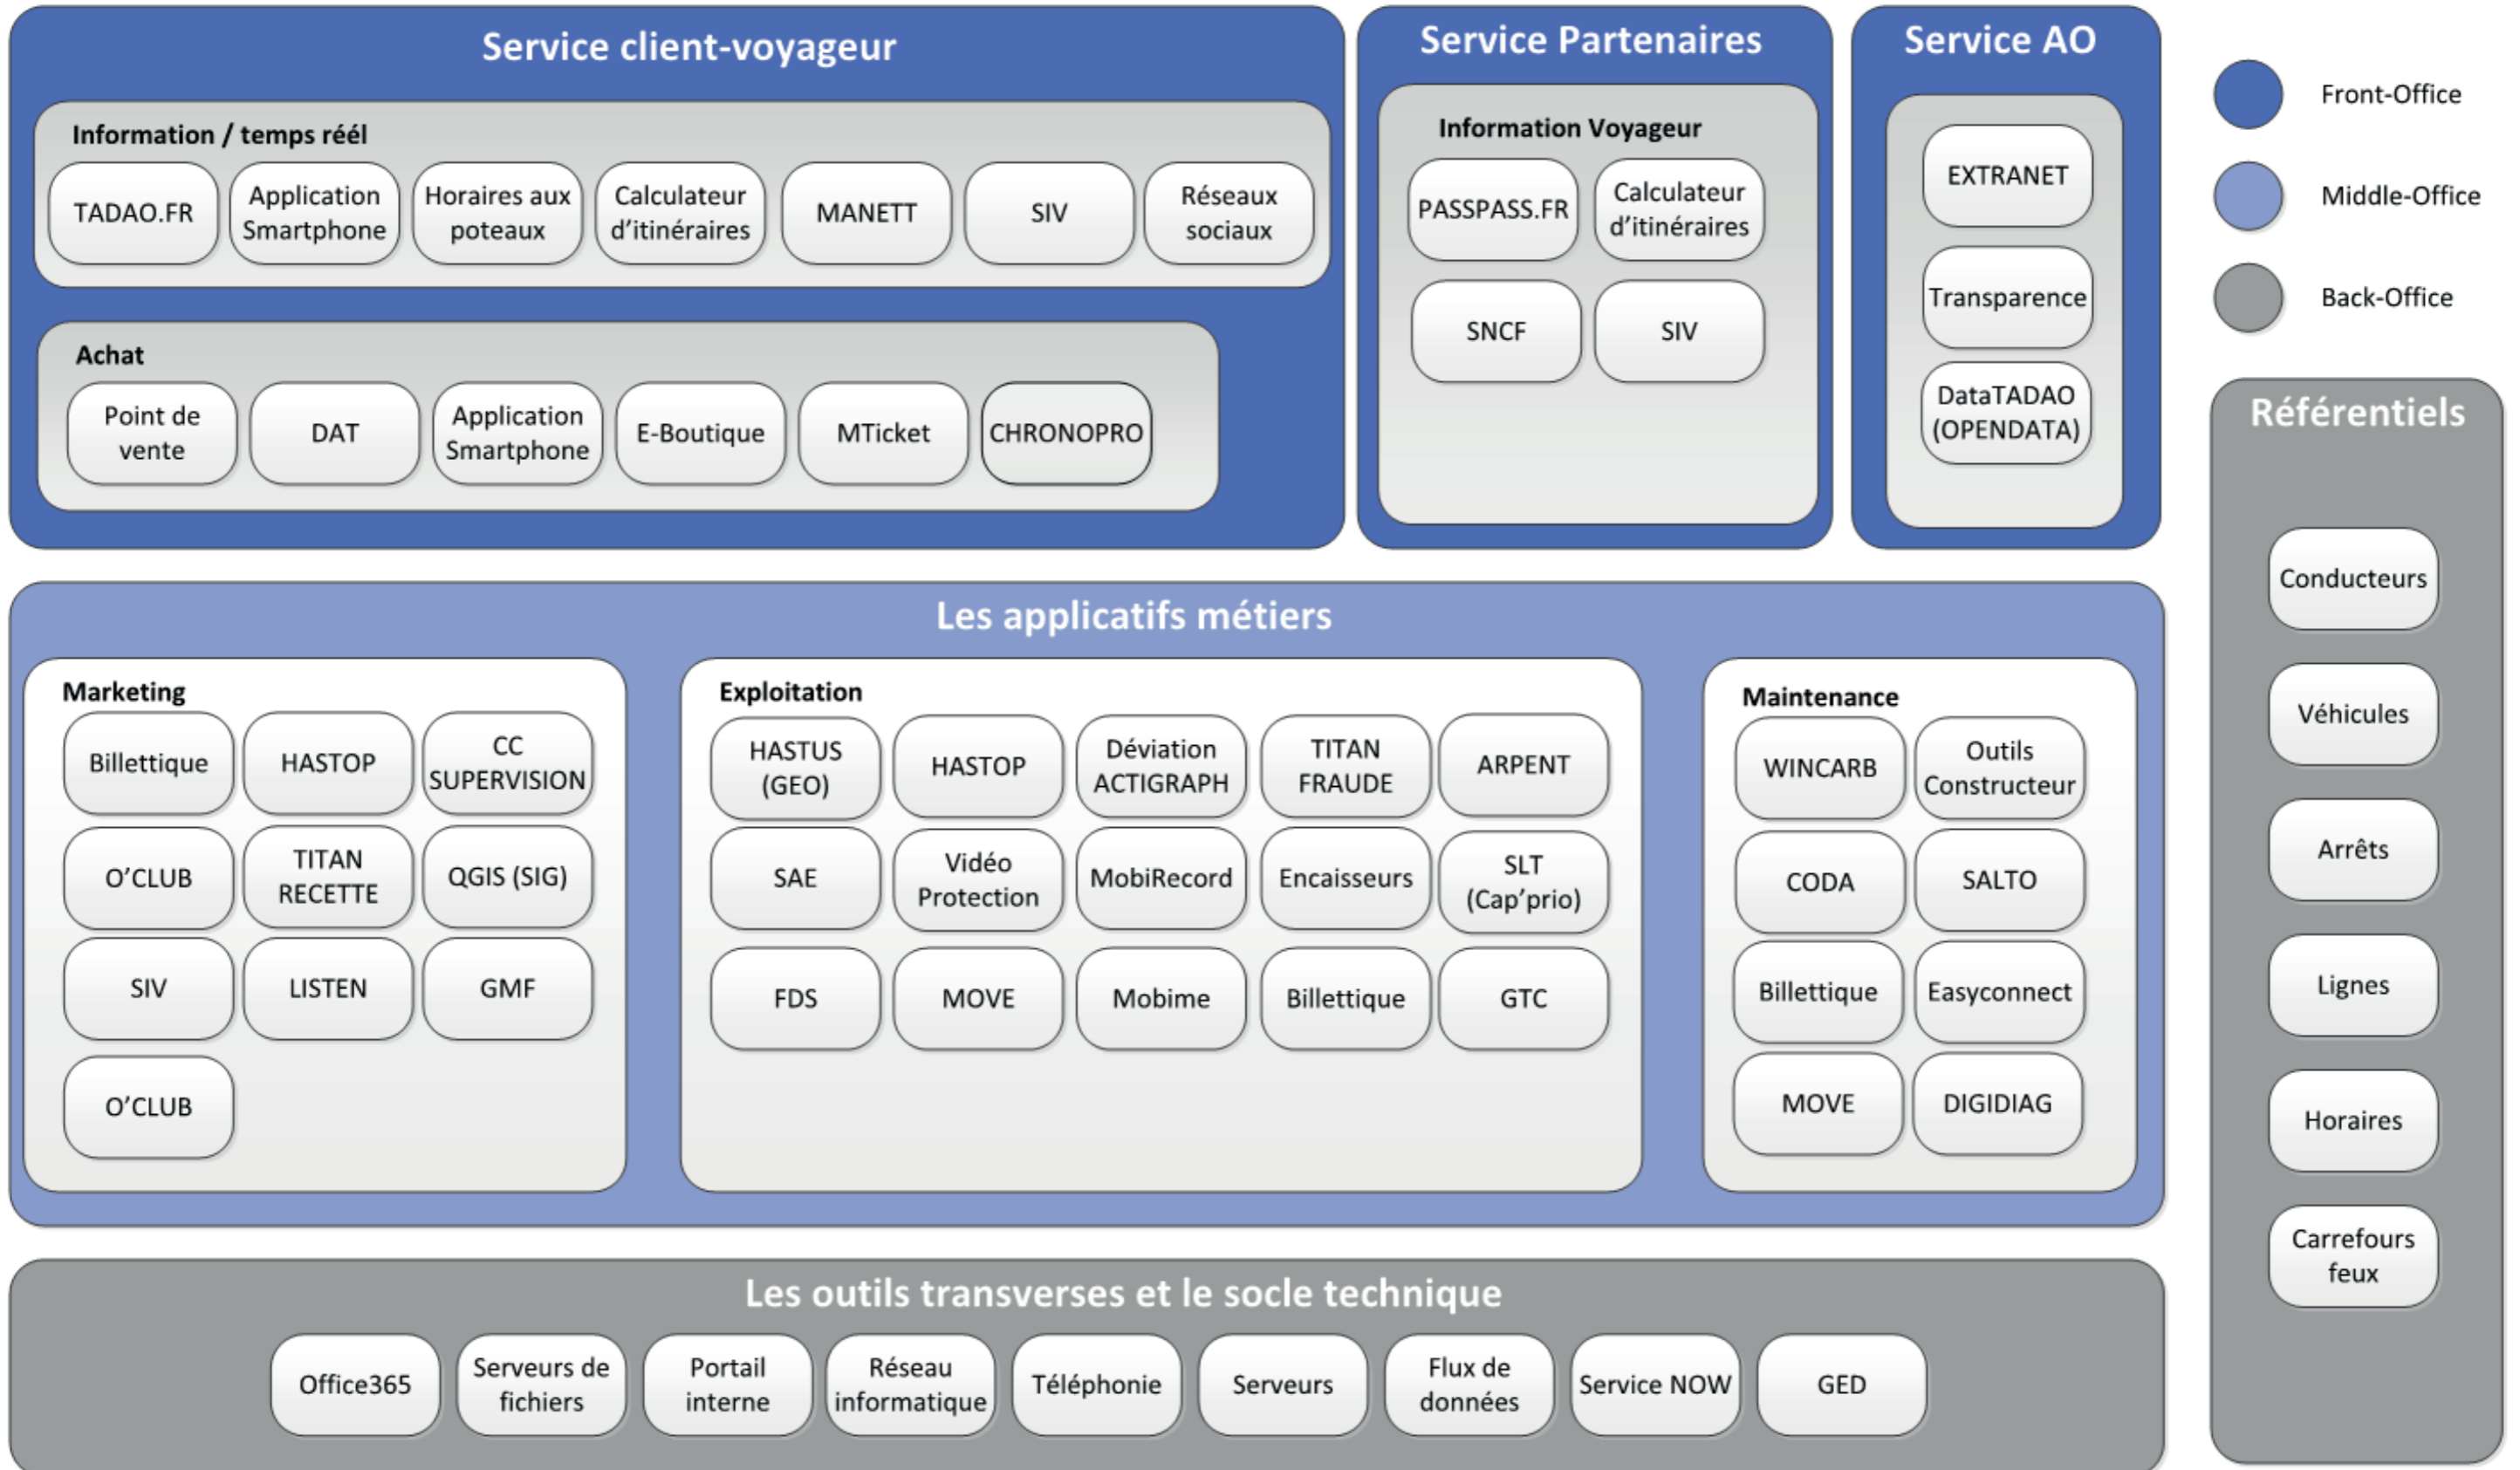 Service client-voyageur
Information / temps réél
TADAO.FR
Application
Smartphone
Horaires aux
poteaux
Calculateur
d’itinéraires
MANETT
SIV
Réseaux
sociaux
Achat
Point de
vente
DAT
Application
Smartphone
E-Boutique
MTicket
CHRONOPRO
Service Partenaires
Information Voyageur
PASSPASS.FR
Calculateur
d’itinéraires
SNCF
SIV
Service AO
EXTRANET
Transparence
DataTADAO
(OPENDATA)
Front-Office
Middle-Office
Back-Office
Les applicatifs métiers
Marketing
Billettique
HASTOP
CC
SUPERVISION
O’CLUB
TITAN
RECETTE
QGIS (SIG)
SIV
LISTEN
GMF
O’CLUB
Exploitation
HASTUS
(GEO)
HASTOP
Déviation
ACTIGRAPH
TITAN
FRAUDE
ARPENT
SAE
Vidéo
Protection
MobiRecord
Encaisseurs
SLT
(Cap’prio)
FDS
MOVE
Mobime
Billettique
GTC
Maintenance
WINCARB
Outils
Constructeur
CODA
SALTO
Billettique
Easyconnect
MOVE
DIGIDIAG
Référentiels
Conducteurs
Véhicules
Arrêts
Lignes
Horaires
Carrefours
feux
Les outils transverses et le socle technique
Office365
Serveurs de
fichiers
Portail
interne
Réseau
informatique
Téléphonie
Serveurs
Flux de
données
Service NOW
GED